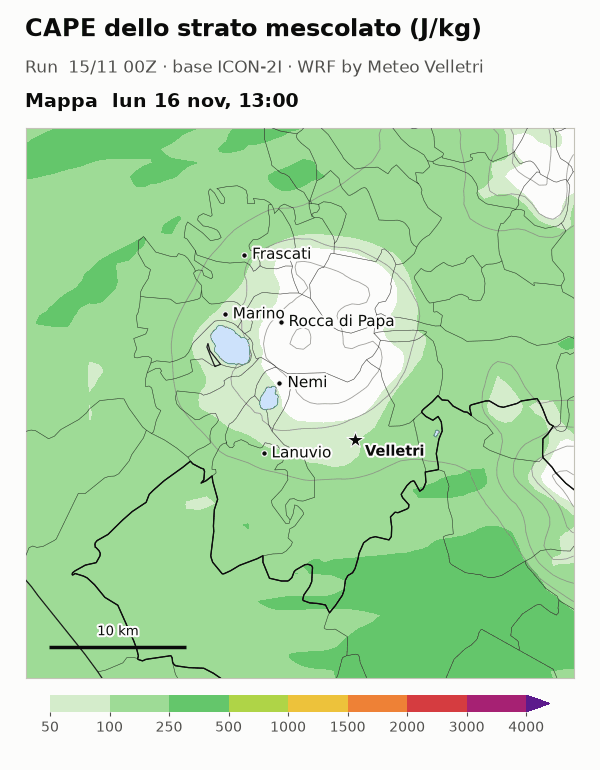 CAPE dello strato mescolato (J/kg)
Run  15/11 00Z · base ICON-2I · WRF by Meteo Velletri
Mappa  lun 16 nov, 13:00
Frascati
Marino
Rocca di Papa
Nemi
Velletri
Lanuvio
10 km
50 100 250 500 1000 1500 2000 3000 4000